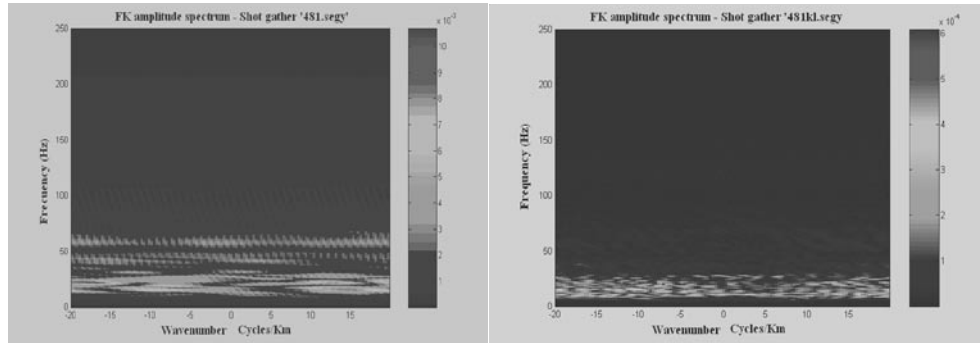 FK amplitude spectrum - Shot gather '481.segy'
x 10⁻³
250
200
150
100
50
0
Frecuency (Hz)
-20 -15 -10 -5 0 5 10 15
Wavenumber Cycles/Km
10
9
8
7
6
5
4
3
2
1
FK amplitude spectrum - Shot gather '481kl.segy
x 10⁻⁴
250
200
150
100
50
0
Frequency (Hz)
-20 -15 -10 -5 0 5 10 15
Wavenumber Cycles/Km
6
5
4
3
2
1